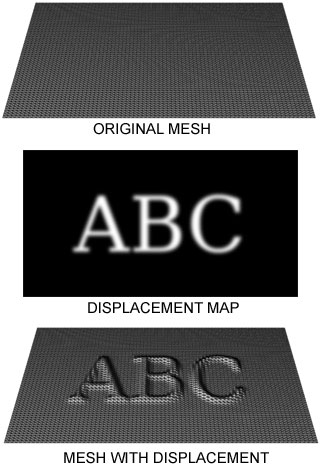 ORIGINAL MESH
ABC
DISPLACEMENT MAP
ABC
MESH WITH DISPLACEMENT